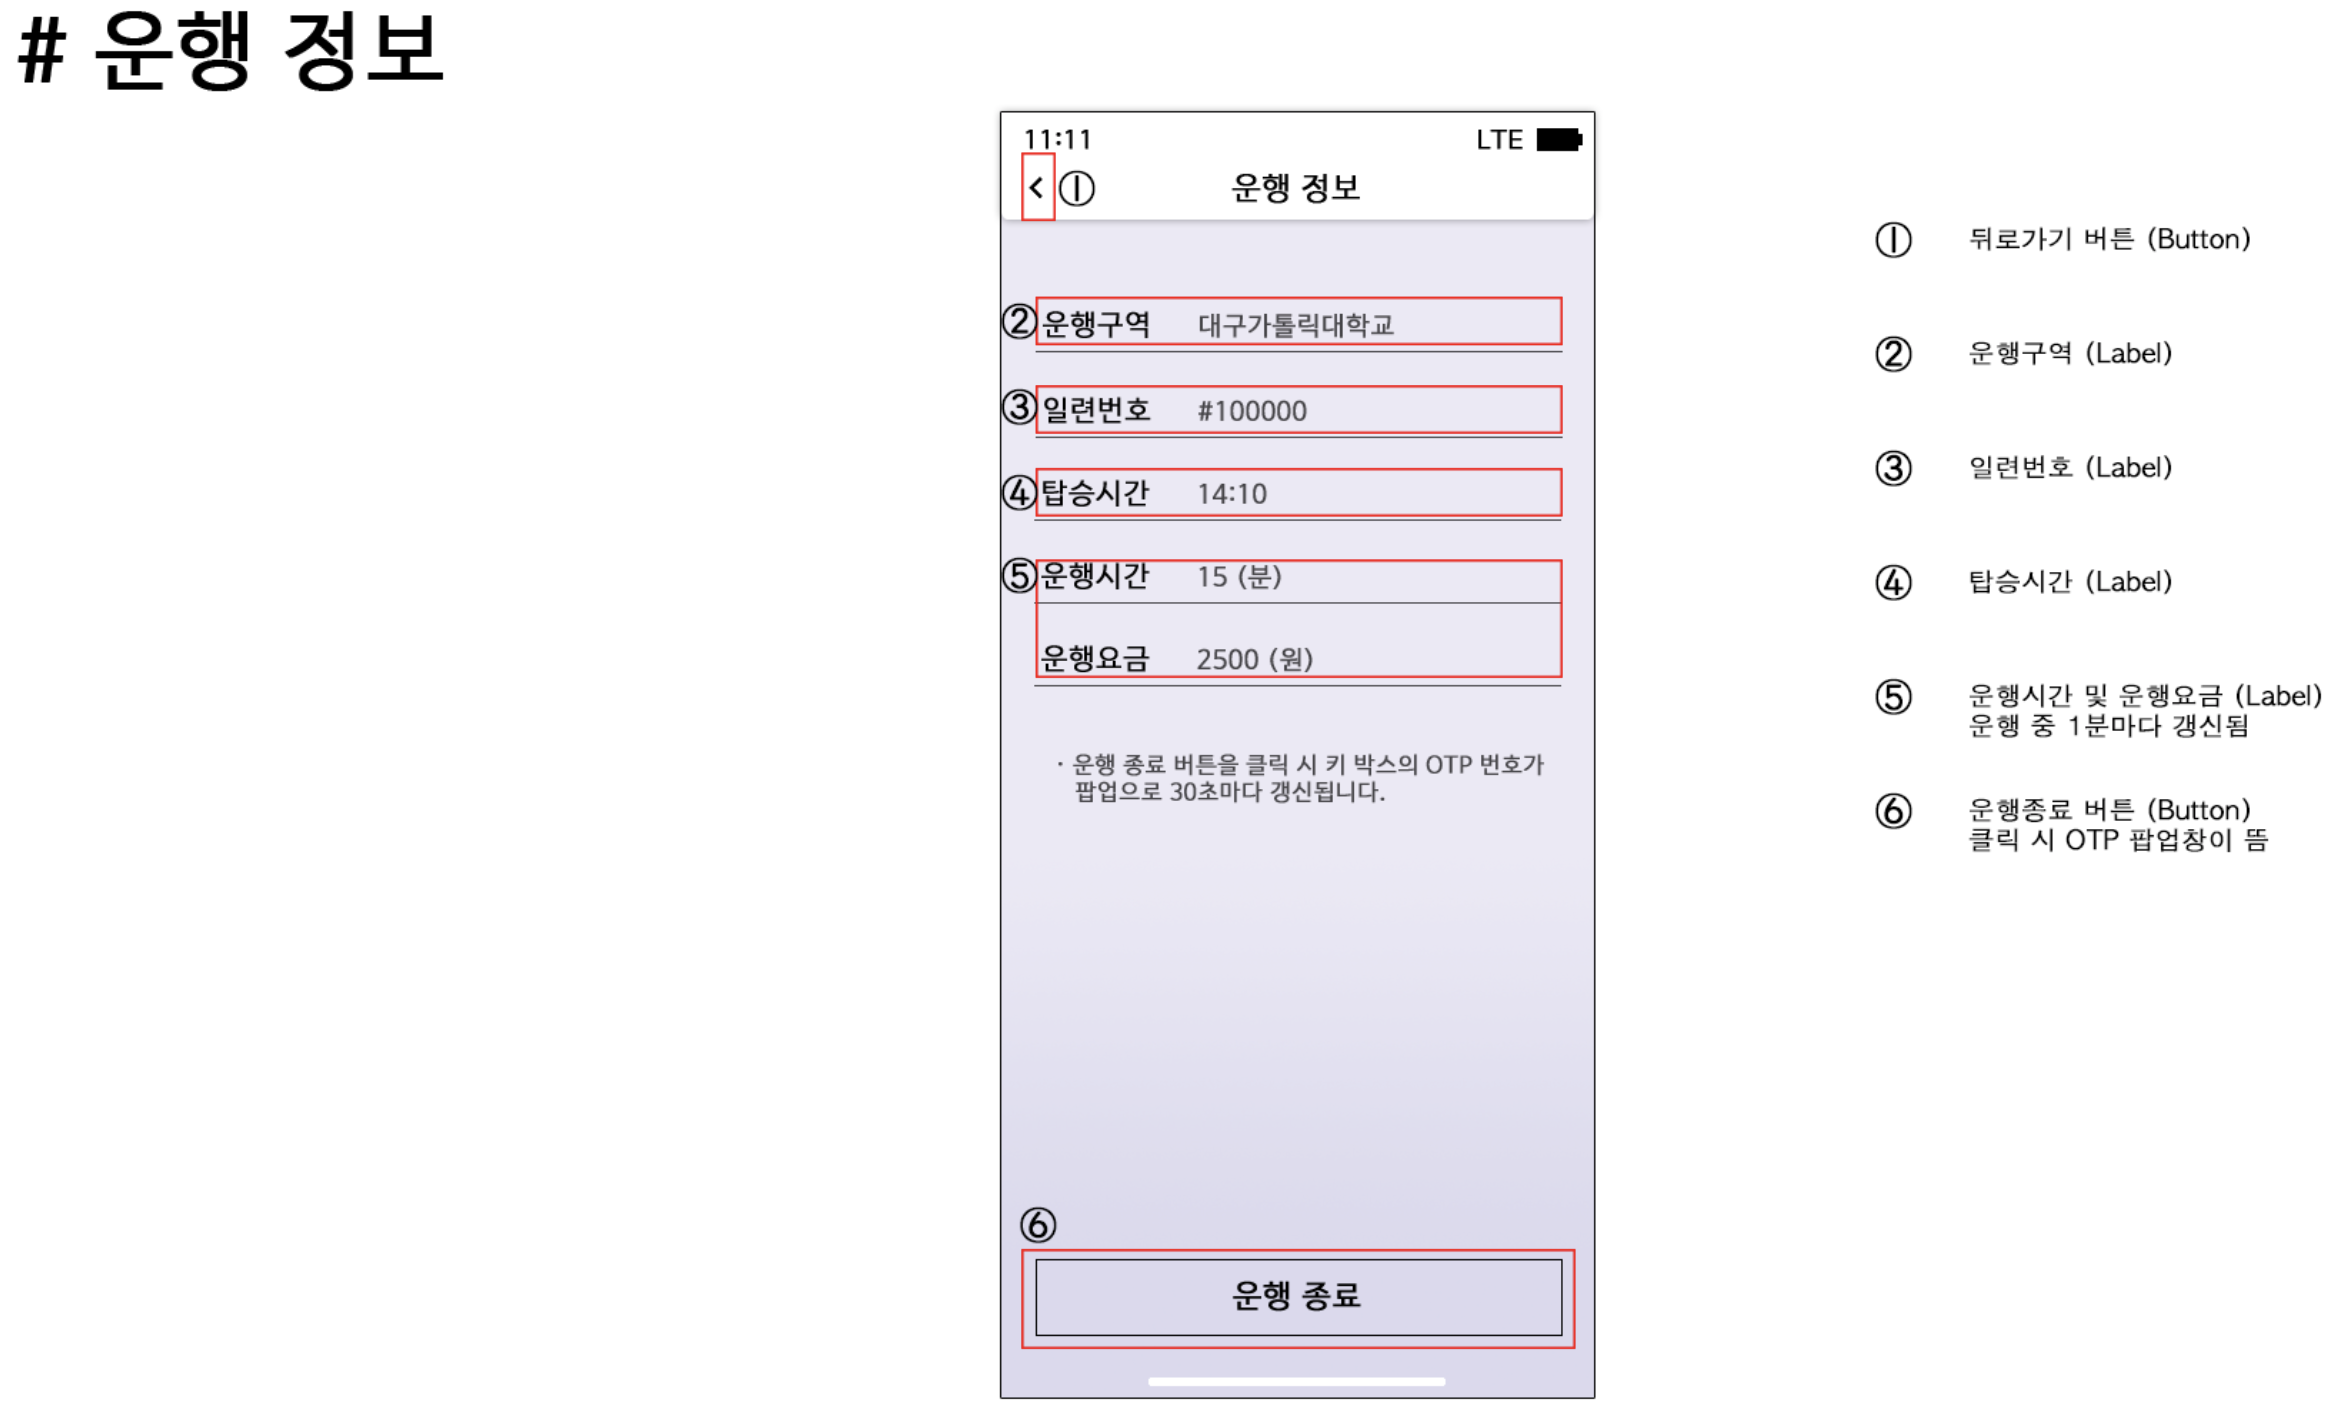 # 운행 정보
11:11 LTE
< ① 운행 정보
② 운행구역 대구가톨릭대학교
③ 일련번호 #100000
④ 탑승시간 14:10
⑤ 운행시간 15 (분)
운행요금 2500 (원)
· 운행 종료 버튼을 클릭 시 키 박스의 OTP 번호가
팝업으로 30초마다 갱신됩니다.
⑥
운행 종료
① 뒤로가기 버튼 (Button)
② 운행구역 (Label)
③ 일련번호 (Label)
④ 탑승시간 (Label)
⑤ 운행시간 및 운행요금 (Label)
운행 중 1분마다 갱신됨
⑥ 운행종료 버튼 (Button)
클릭 시 OTP 팝업창이 뜸